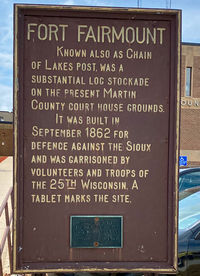 FORT FAIRMOUNT
KNOWN ALSO AS CHAIN
OF LAKES POST, WAS A
SUBSTANTIAL LOG STOCKADE
ON THE PRESENT MARTIN
COUNTY COURT HOUSE GROUNDS.
IT WAS BUILT IN
SEPTEMBER 1862 FOR
DEFENCE AGAINST THE SIOUX
AND WAS GARRISONED BY
VOLUNTEERS AND TROOPS OF
THE 25TH WISCONSIN. A
TABLET MARKS THE SITE.